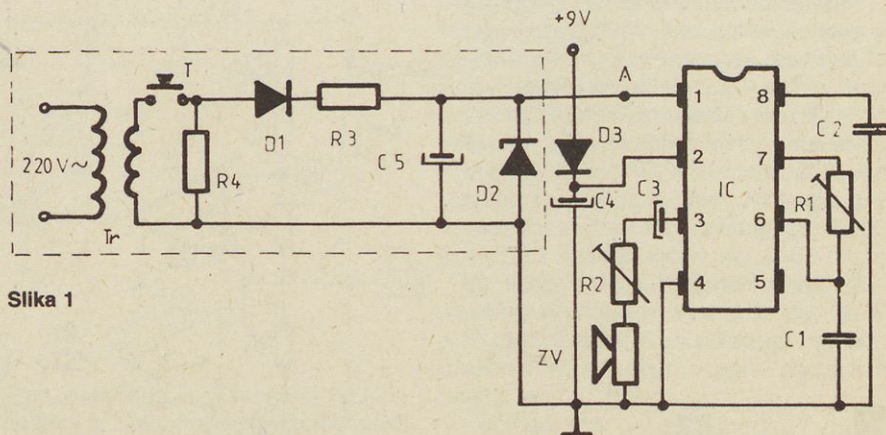 +9V
T
A
1
8
D1
R3
D3
C2
220V~
R4
C5
D2
2
7
C4
C3
IC
R1
3
6
Tr
R2
4
5
Slika 1
ZV
C1